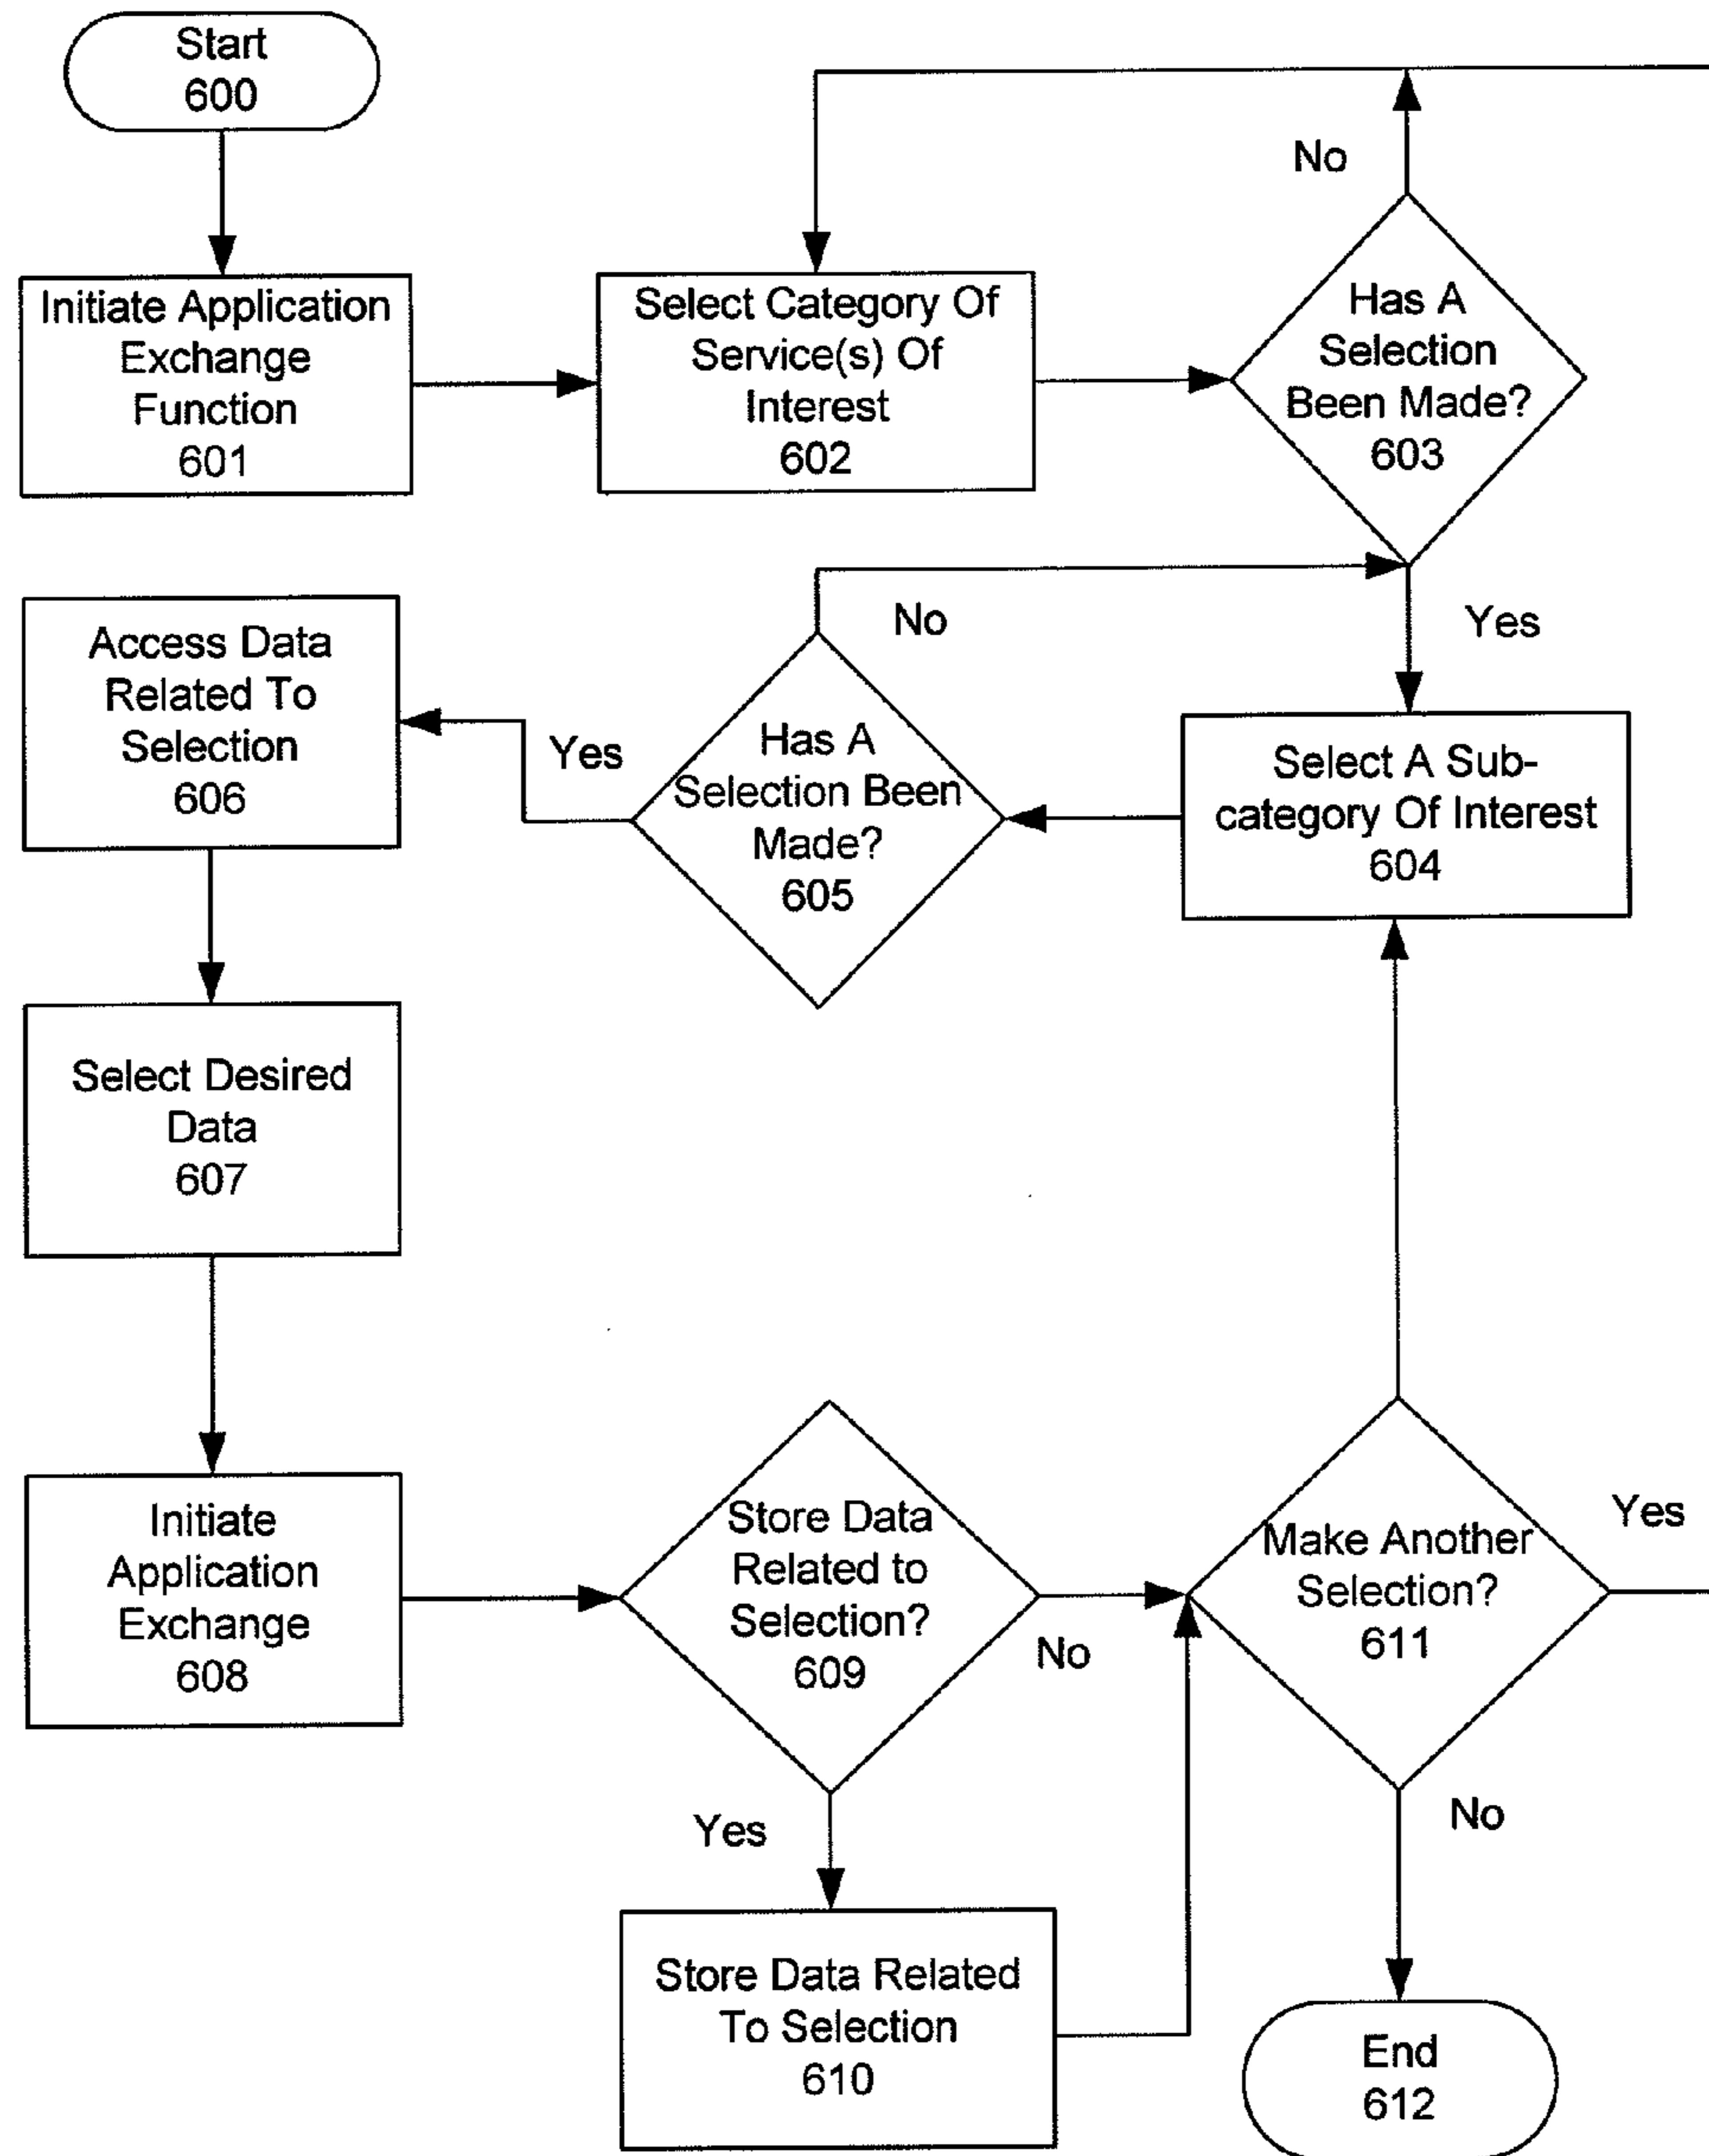 Start
600
Initiate Application
Exchange
Function
601
Select Category Of
Service(s) Of
Interest
602
No
Has A
Selection
Been Made?
603
Yes
Select A Sub-
category Of Interest
604
No
Has A
Selection Been
Made?
605
Yes
Access Data
Related To
Selection
606
Select Desired
Data
607
Initiate
Application
Exchange
608
Store Data
Related to
Selection?
609
No
Yes
Store Data Related
To Selection
610
Make Another
Selection?
611
Yes
No
End
612